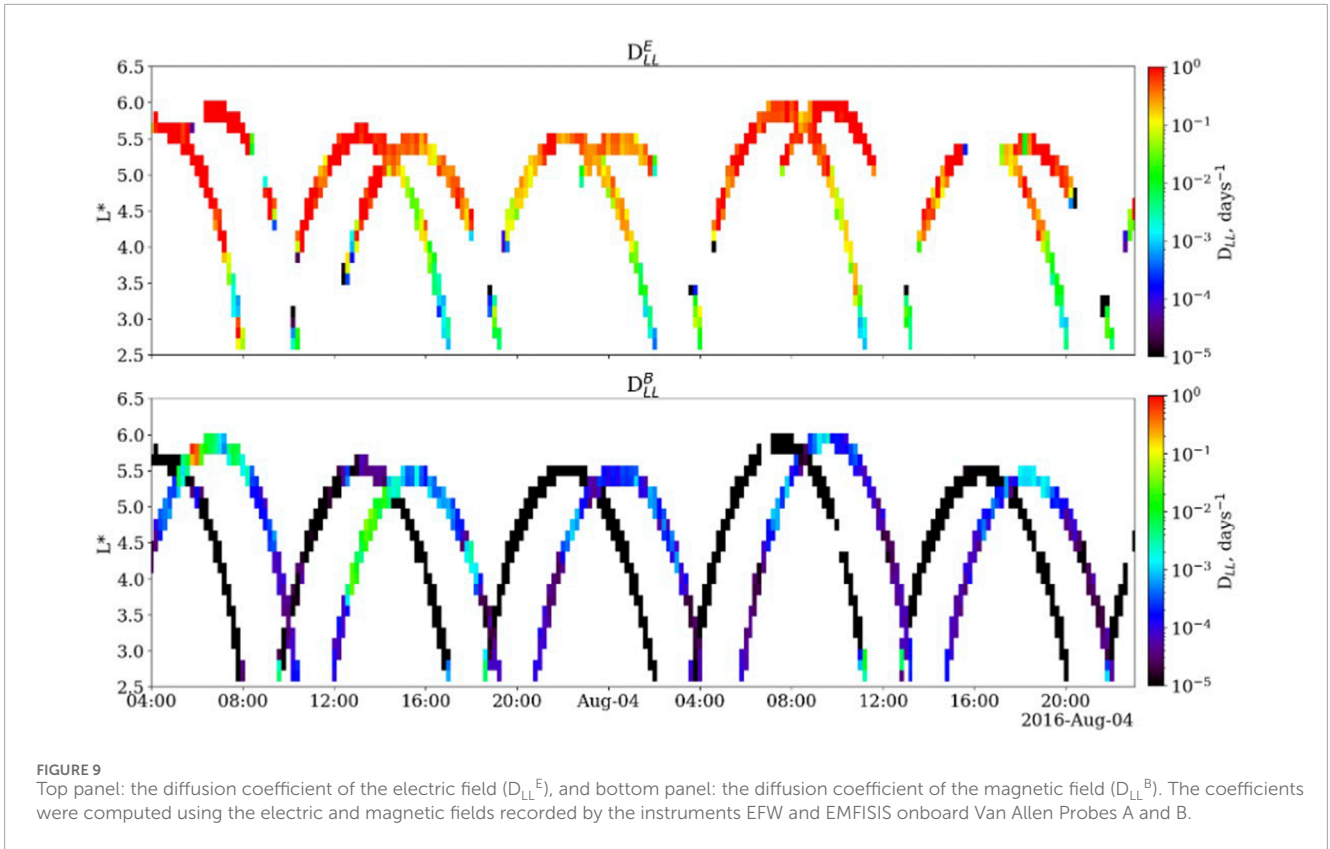 D_LL^E
6.5
6.0
5.5
5.0
4.5
4.0
3.5
3.0
2.5
L*
10^0
10^-1
10^-2
10^-3
10^-4
10^-5
D_LL, days^-1
D_LL^B
6.5
6.0
5.5
5.0
4.5
4.0
3.5
3.0
2.5
L*
10^0
10^-1
10^-2
10^-3
10^-4
10^-5
D_LL, days^-1
04:00 08:00 12:00 16:00 20:00 Aug-04 04:00 08:00 12:00 16:00 20:00
2016-Aug-04
FIGURE 9
Top panel: the diffusion coefficient of the electric field (D_LL^E), and bottom panel: the diffusion coefficient of the magnetic field (D_LL^B). The coefficients
were computed using the electric and magnetic fields recorded by the instruments EFW and EMFISIS onboard Van Allen Probes A and B.